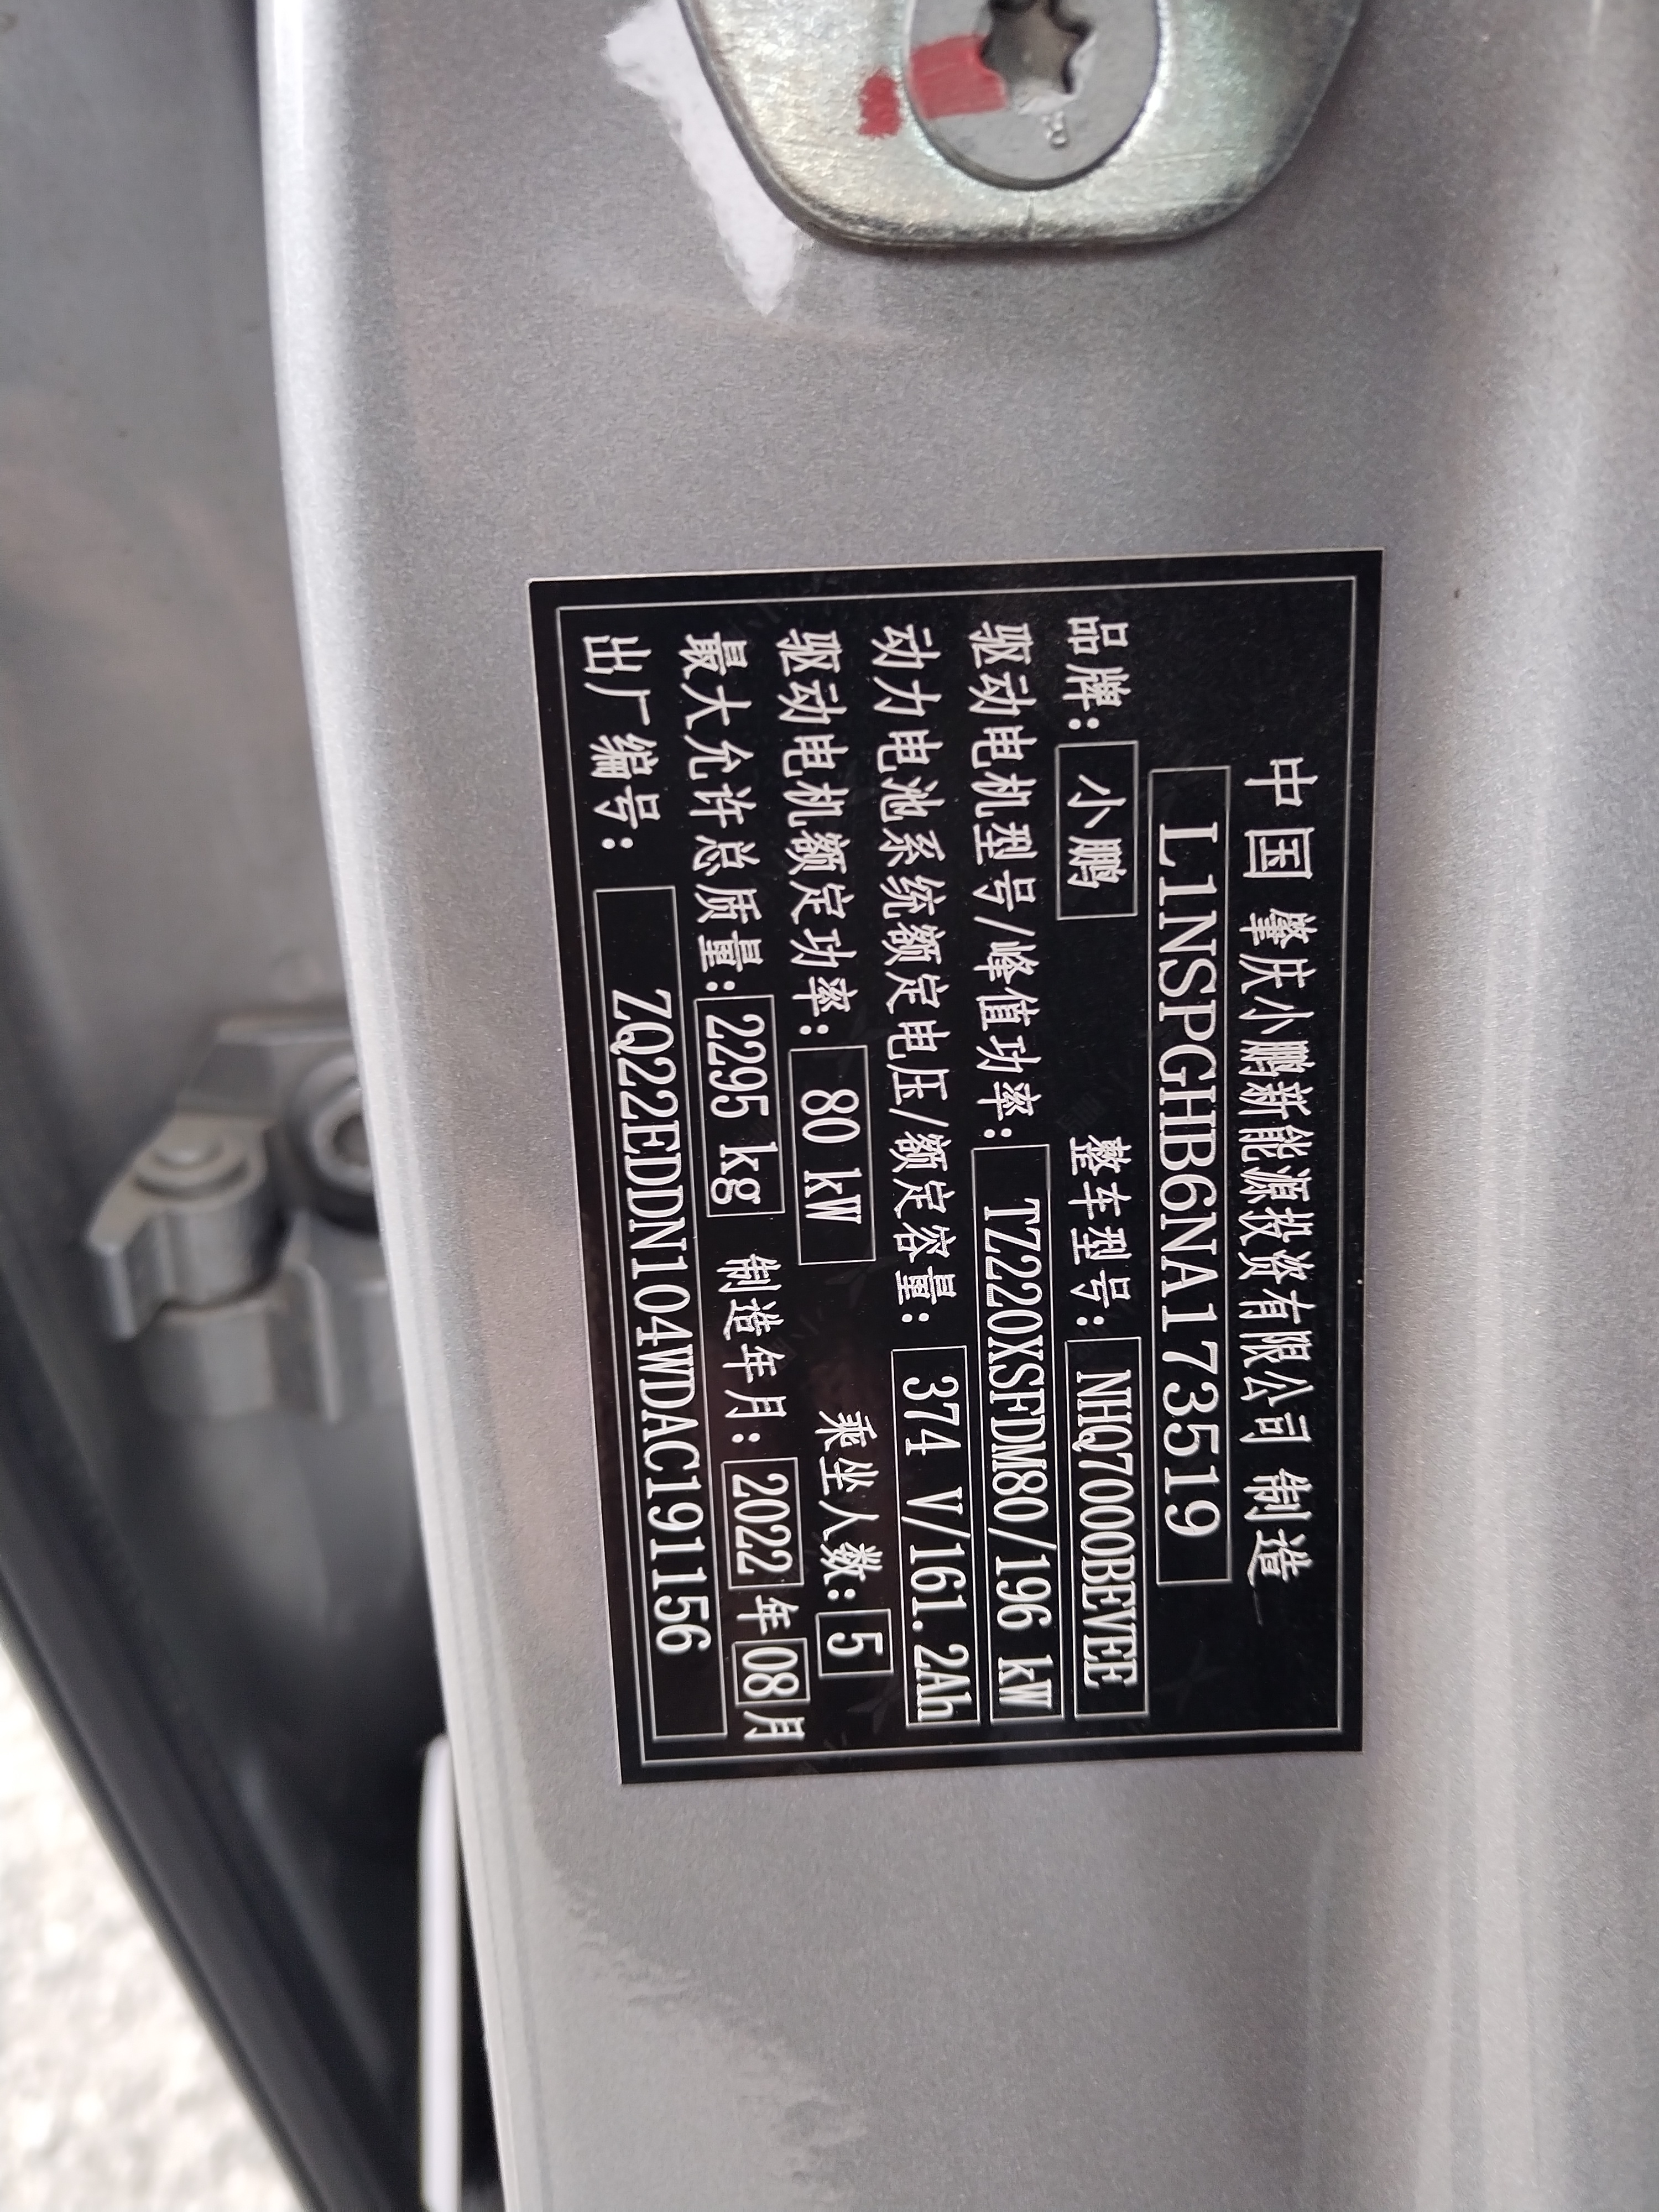 中国 肇庆小鹏新能源投资有限公司 制造
L1NSPGHB6NA173519
品牌: 小鹏 整车型号: NHQ7000BEVEE
驱动电机型号/峰值功率: TZ220XSFDM80/196 kW
动力电池系统额定电压/额定容量: 374 V/161.2Ah
驱动电机额定功率: 80 kW 乘坐人数: 5
最大允许总质量: 2295 kg 制造年月: 2022 年 08 月
出厂编号: ZQ22EDDN104WDAC191156
8